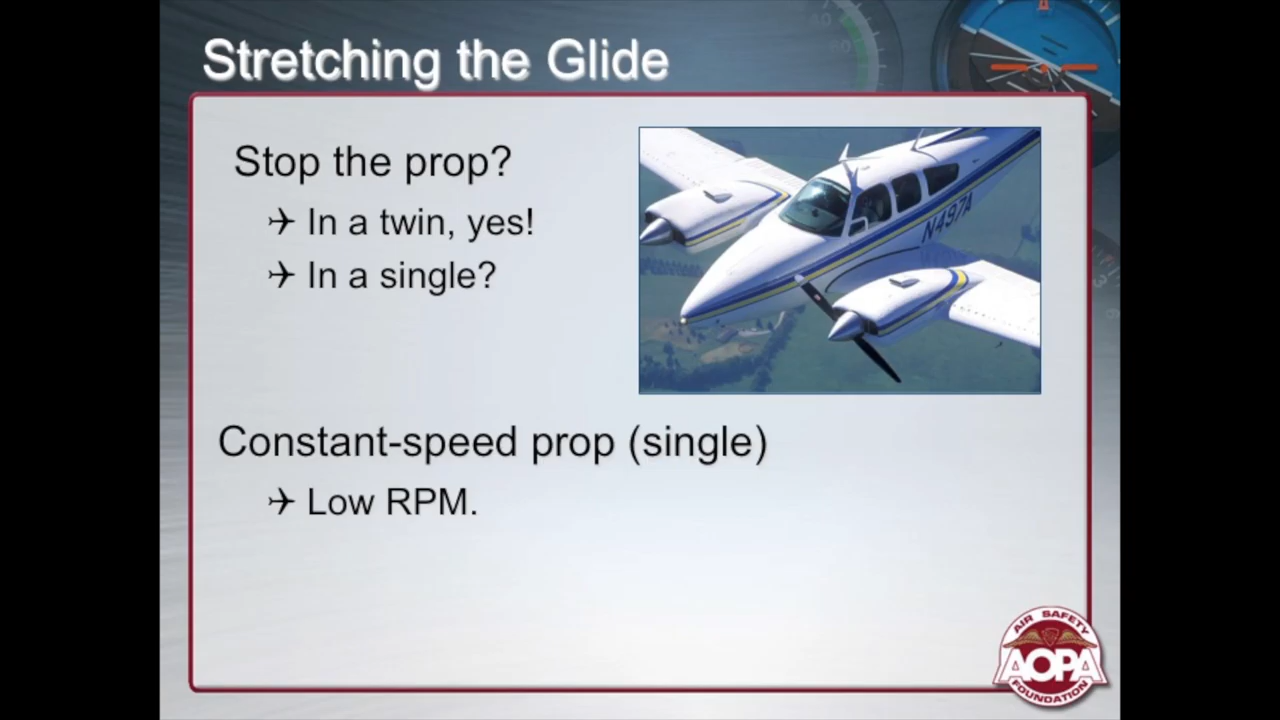 Stretching the Glide
Stop the prop?
In a twin, yes!
In a single?
N497A
Constant-speed prop (single)
Low RPM.
AIR SAFETY
AOPA
FOUNDATION